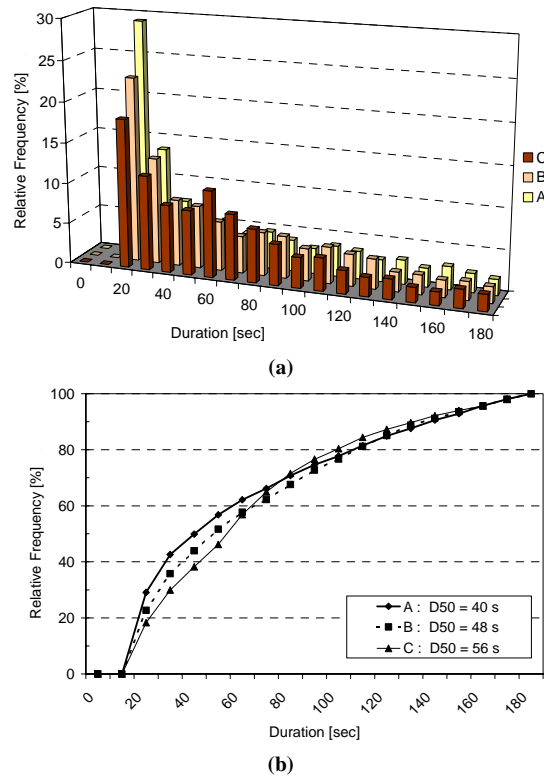 30
25
20
15
10
5
0
Relative Frequency [%]
0
20
40
60
80
100
120
140
160
180
Duration [sec]
C
B
A
(a)
100
80
60
40
20
0
Relative Frequency [%]
A : D50 = 40 s
B : D50 = 48 s
C : D50 = 56 s
0
20
40
60
80
100
120
140
160
180
Duration [sec]
(b)